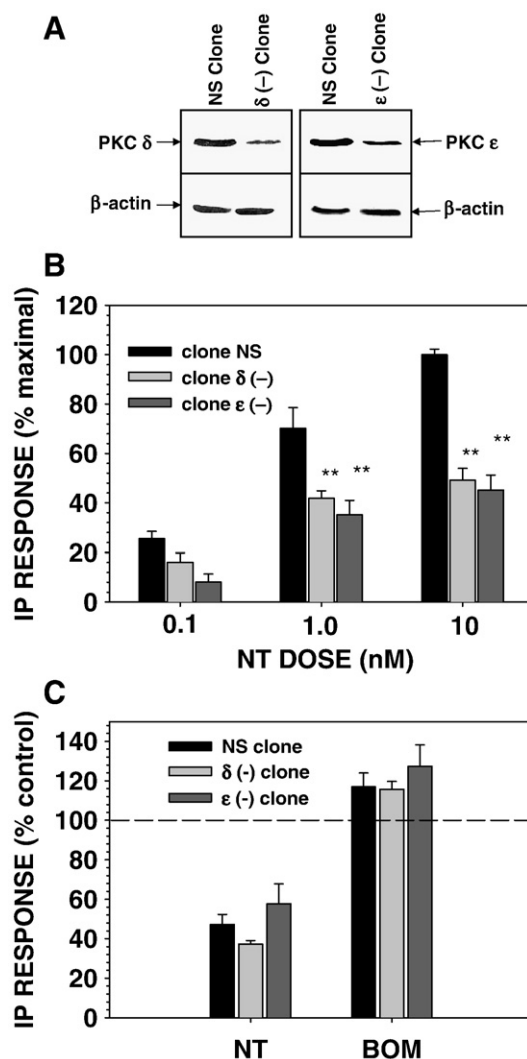 A
NS Clone
δ (–) Clone
NS Clone
ε (–) Clone
PKC δ
PKC ε
β-actin
β-actin
B
IP RESPONSE (% maximal)
120
100
80
60
40
20
0
clone NS
clone δ (–)
clone ε (–)
** **
** **
0.1 1.0 10
NT DOSE (nM)
C
IP RESPONSE (% control)
140
120
100
80
60
40
20
0
NS clone
δ (-) clone
ε (-) clone
NT BOM